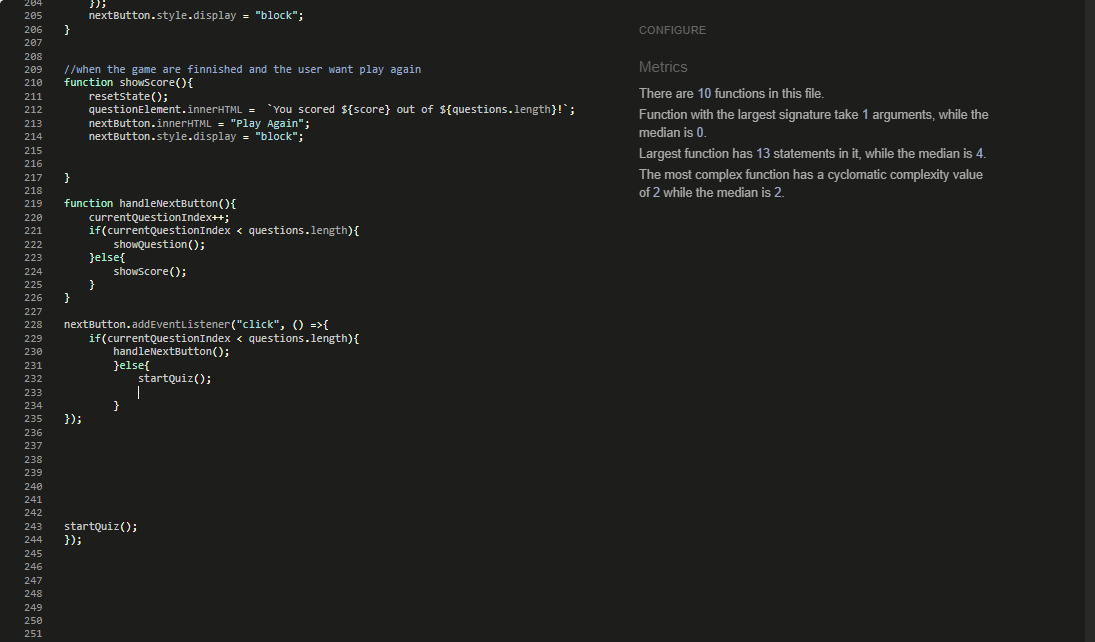 204 });
205 nextButton.style.display = "block";
206 }
207
208
209 //when the game are finnished and the user want play again
210 function showScore(){
211 resetState();
212 questionElement.innerHTML = `You scored ${score} out of ${questions.length}!`;
213 nextButton.innerHTML = "Play Again";
214 nextButton.style.display = "block";
215
216
217 }
218
219 function handleNextButton(){
220 currentQuestionIndex++;
221 if(currentQuestionIndex < questions.length){
222 showQuestion();
223 }else{
224 showScore();
225 }
226 }
227
228 nextButton.addEventListener("click", () =>{
229 if(currentQuestionIndex < questions.length){
230 handleNextButton();
231 }else{
232 startQuiz();
233
234 }
235 });
236
237
238
239
240
241
242
243 startQuiz();
244 });
245
246
247
248
249
250
251
CONFIGURE
Metrics
There are 10 functions in this file.
Function with the largest signature take 1 arguments, while the
median is 0.
Largest function has 13 statements in it, while the median is 4.
The most complex function has a cyclomatic complexity value
of 2 while the median is 2.